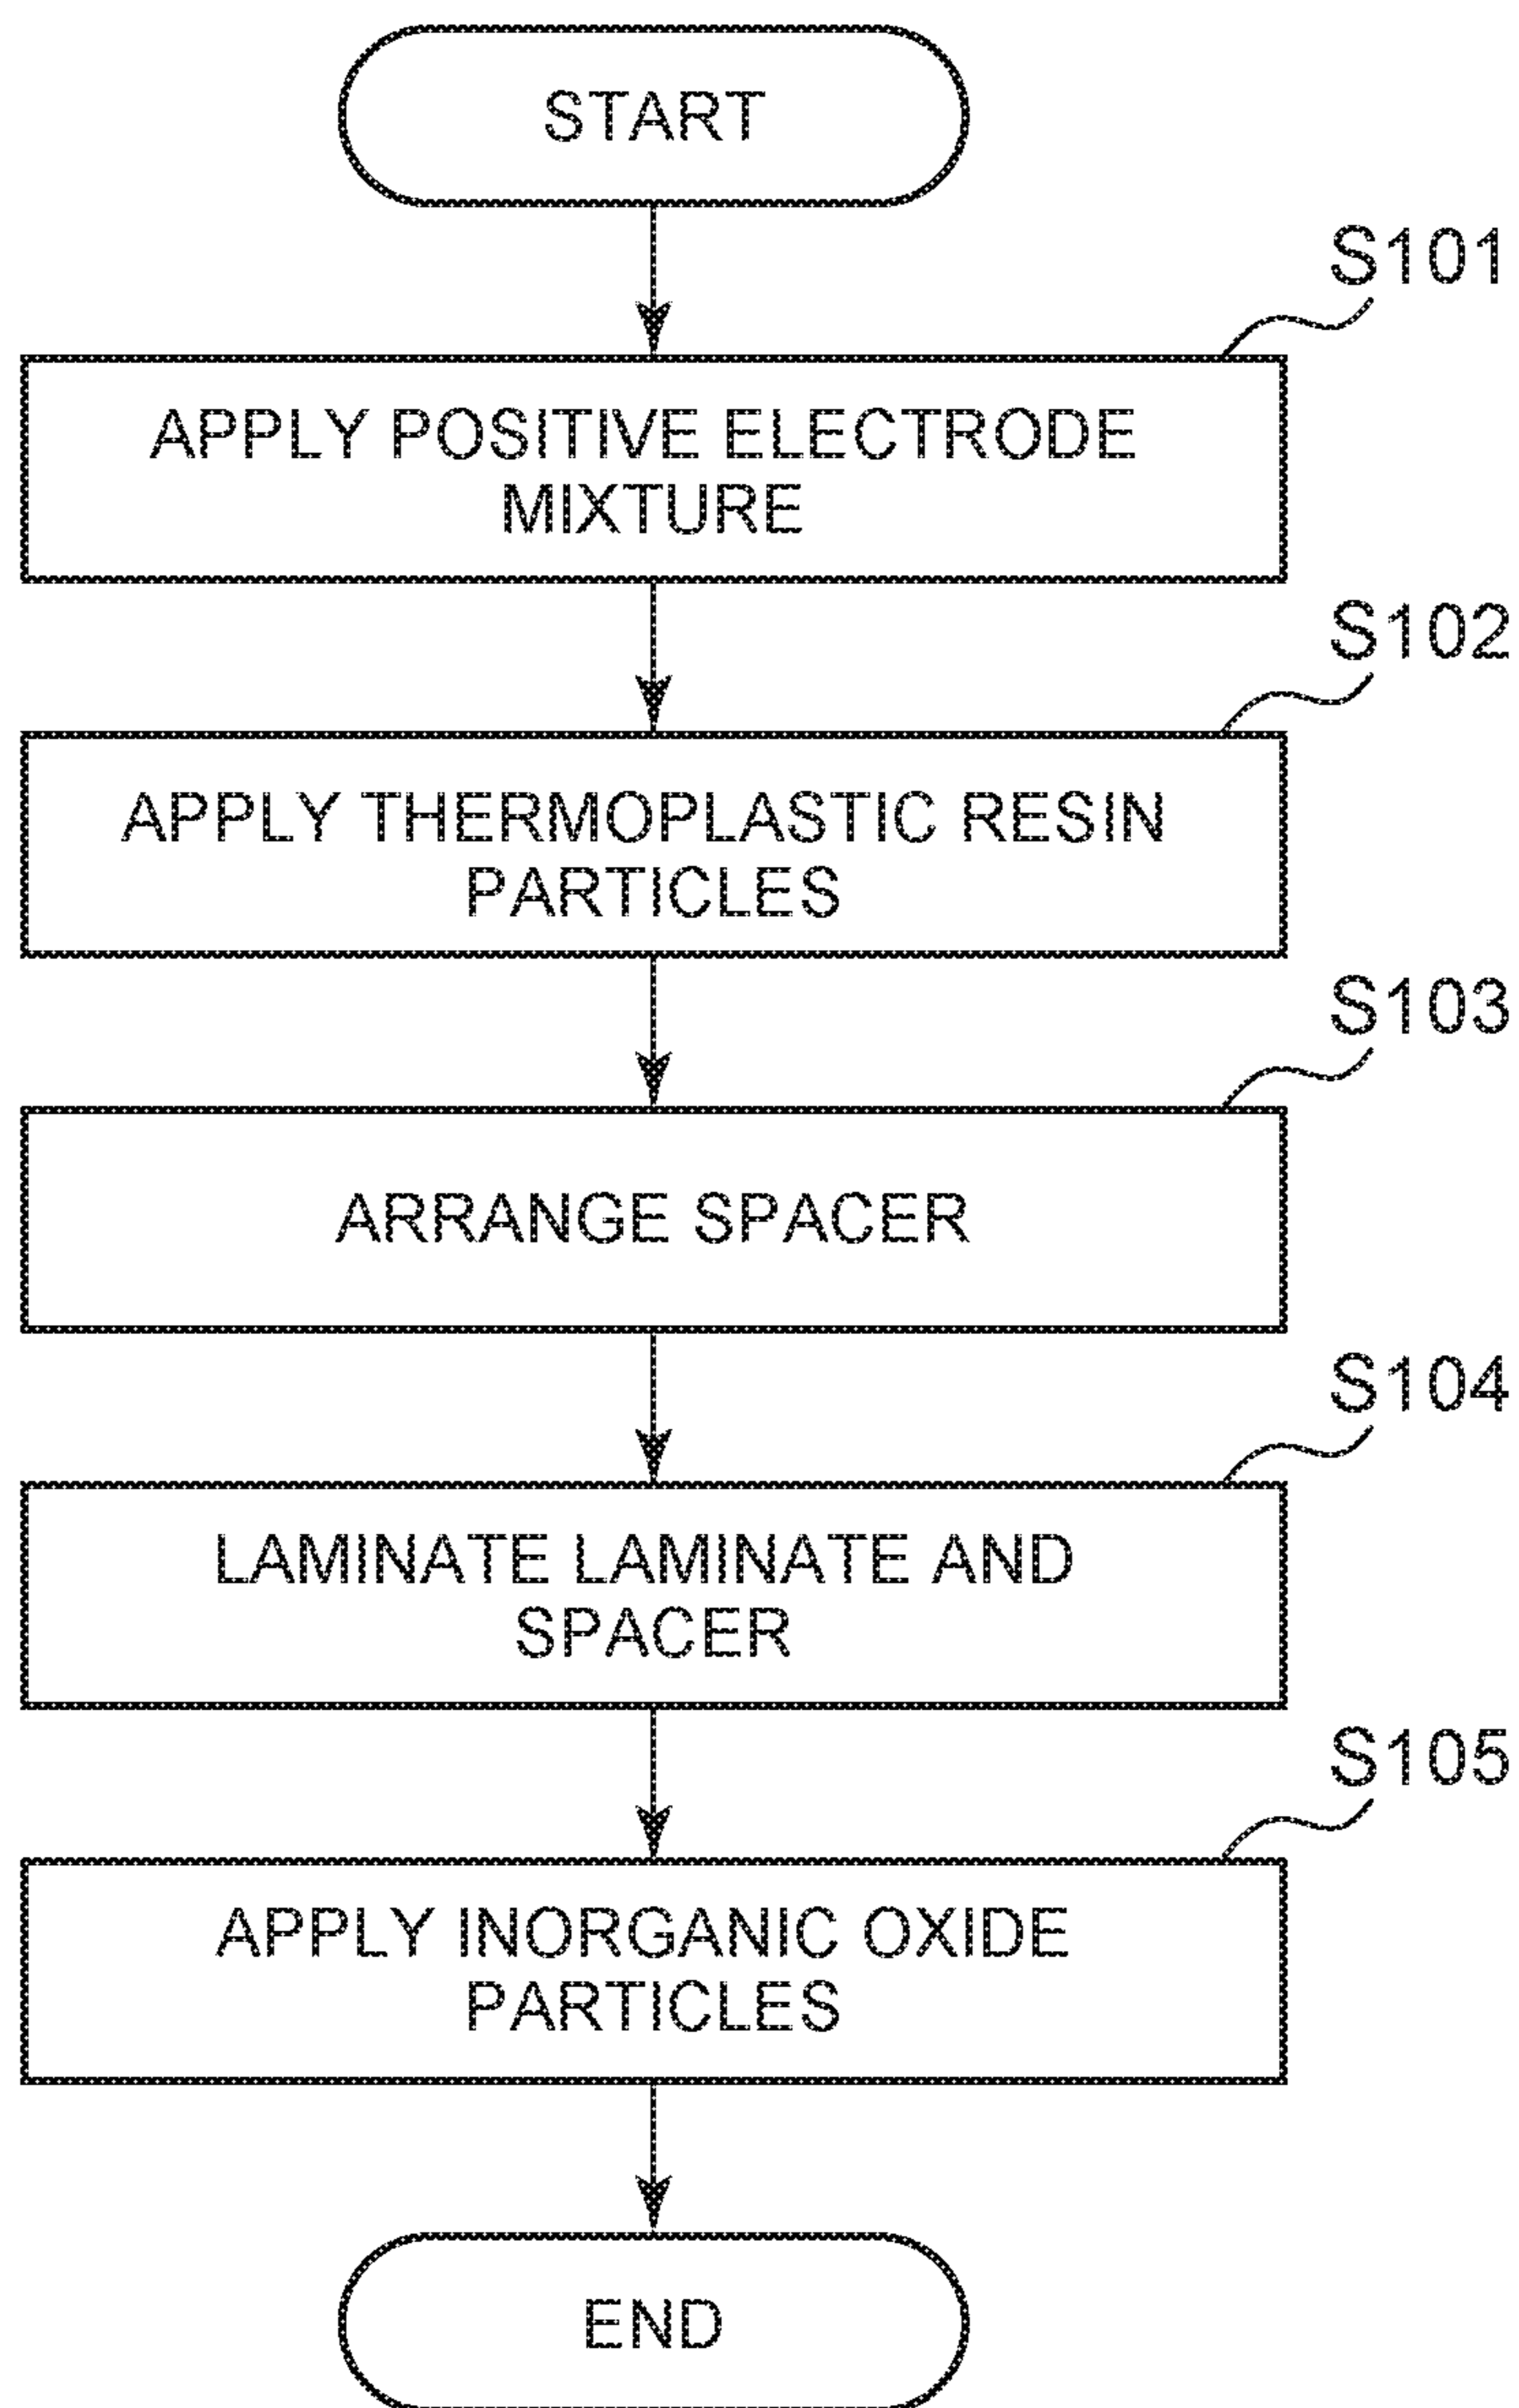 START
S101
APPLY POSITIVE ELECTRODE
MIXTURE
S102
APPLY THERMOPLASTIC RESIN
PARTICLES
S103
ARRANGE SPACER
S104
LAMINATE LAMINATE AND
SPACER
S105
APPLY INORGANIC OXIDE
PARTICLES
END